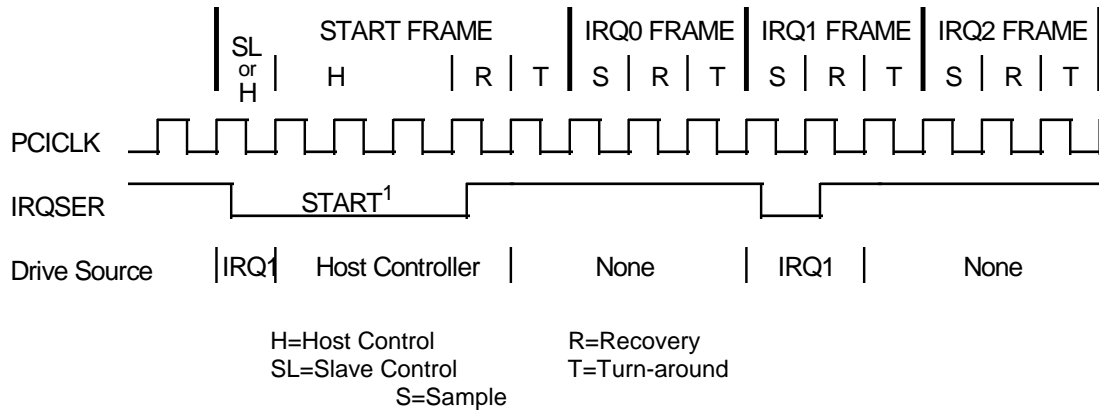 START FRAME IRQ0 FRAME IRQ1 FRAME IRQ2 FRAME
SL
or
H
H R T S R T S R T S R T
PCICLK
IRQSER START1
Drive Source IRQ1 Host Controller None IRQ1 None
H=Host Control R=Recovery
SL=Slave Control T=Turn-around
S=Sample